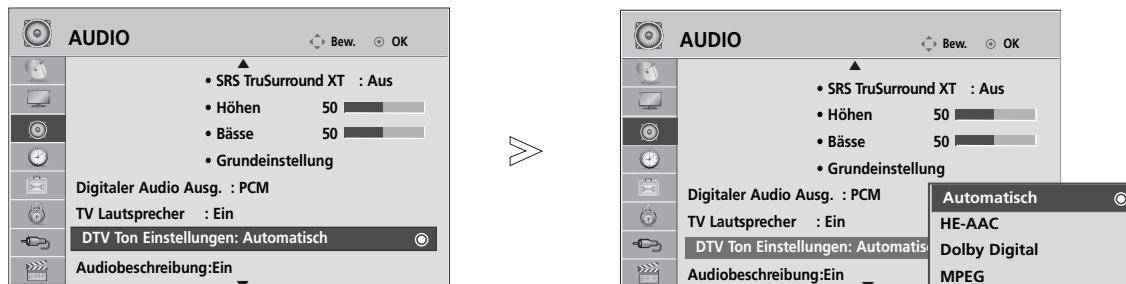 AUDIO
Bew. OK
• SRS TruSurround XT : Aus
• Höhen 50
• Bässe 50
• Grundeinstellung
Digitaler Audio Ausg. : PCM
TV Lautsprecher : Ein
DTV Ton Einstellungen: Automatisch
Audiobeschreibung:Ein
>
AUDIO
Bew. OK
• SRS TruSurround XT : Aus
• Höhen 50
• Bässe 50
• Grundeinstellung
Digitaler Audio Ausg. : PCM
TV Lautsprecher : Ein
DTV Ton Einstellungen: Automatis
Audiobeschreibung:Ein
Automatisch
HE-AAC
Dolby Digital
MPEG